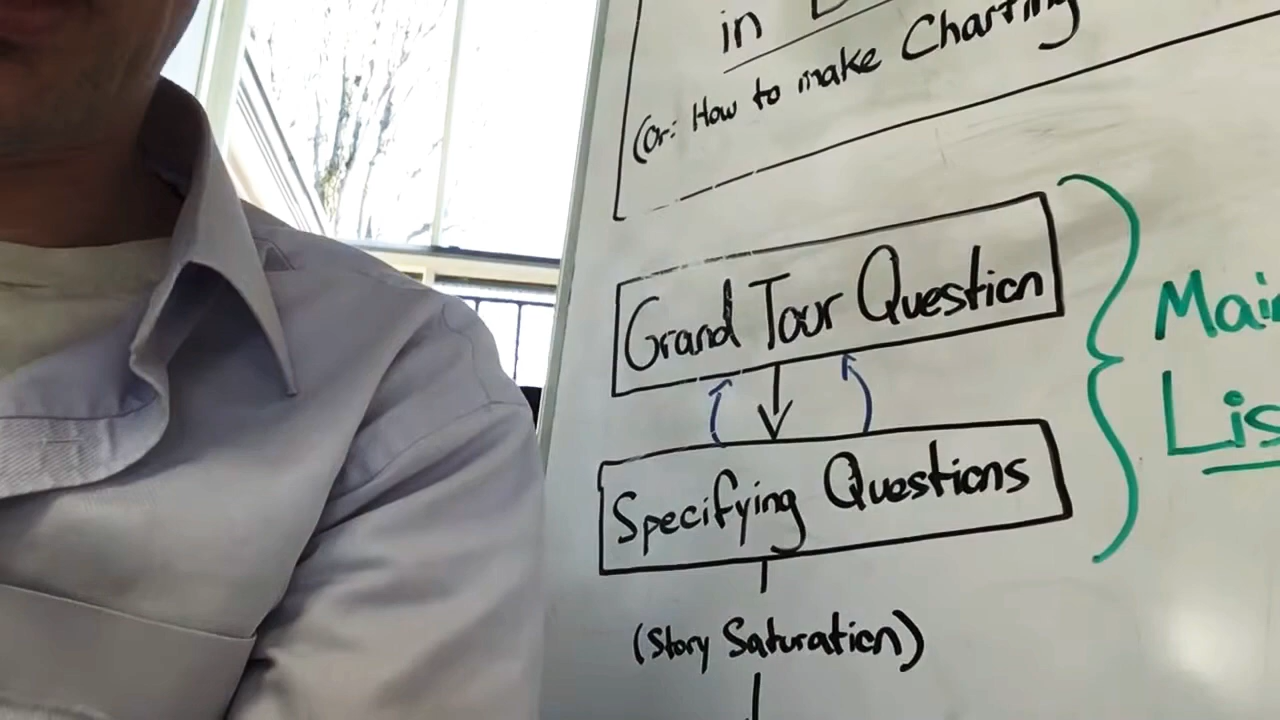 in
(Or: How to make Charting
Grand Tour Question
Specifying Questions
(Story Saturation)